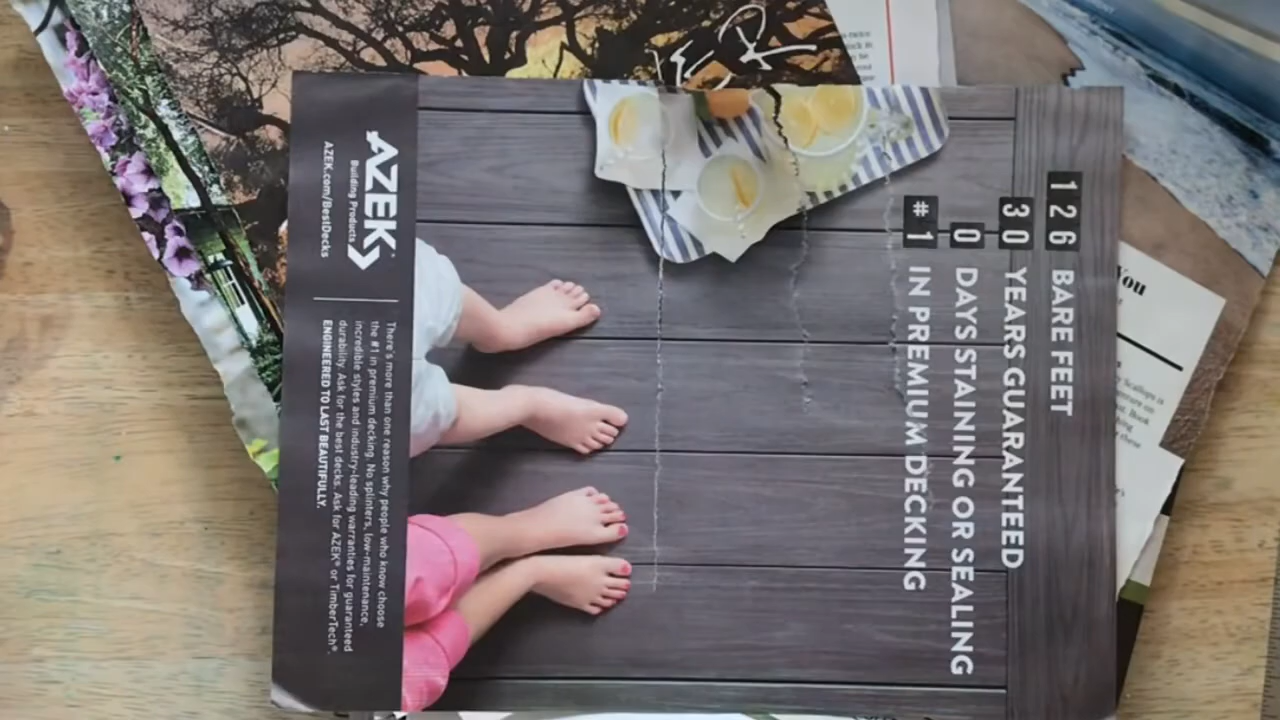 126 BARE FEET
30 YEARS GUARANTEED
0 DAYS STAINING OR SEALING
#1 IN PREMIUM DECKING
AZEK®
Building Products
AZEK.com/BestDecks
There's more than one reason why people who know choose
the #1 in premium decking. No splinters, low-maintenance,
incredible styles and industry-leading warranties for guaranteed
durability. Ask for the best decks. Ask for AZEK® or TimberTech®.
ENGINEERED TO LAST BEAUTIFULLY.
You